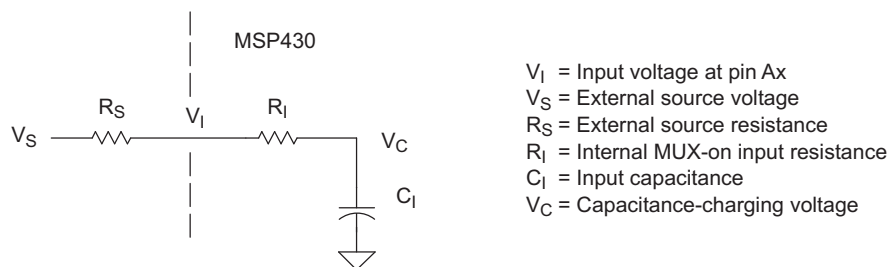 MSP430
R_S
V_I
R_I
V_S
V_C
C_I
V_I = Input voltage at pin Ax
V_S = External source voltage
R_S = External source resistance
R_I = Internal MUX-on input resistance
C_I = Input capacitance
V_C = Capacitance-charging voltage